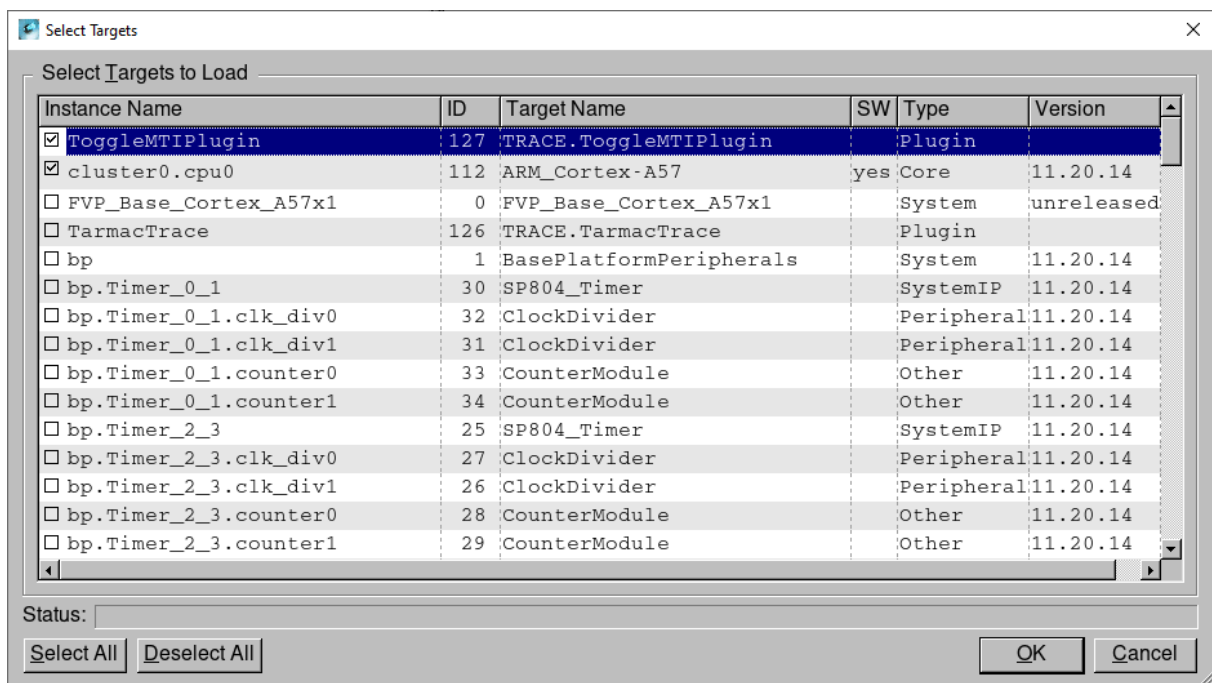 Select Targets
Select Targets to Load
Instance Name ID Target Name SW Type Version
ToggleMTIPlugin 127 TRACE.ToggleMTIPlugin Plugin
cluster0.cpu0 112 ARM_Cortex-A57 yes Core 11.20.14
FVP_Base_Cortex_A57x1 0 FVP_Base_Cortex_A57x1 System unreleased
TarmacTrace 126 TRACE.TarmacTrace Plugin
bp 1 BasePlatformPeripherals System 11.20.14
bp.Timer_0_1 30 SP804_Timer SystemIP 11.20.14
bp.Timer_0_1.clk_div0 32 ClockDivider Peripheral 11.20.14
bp.Timer_0_1.clk_div1 31 ClockDivider Peripheral 11.20.14
bp.Timer_0_1.counter0 33 CounterModule Other 11.20.14
bp.Timer_0_1.counter1 34 CounterModule Other 11.20.14
bp.Timer_2_3 25 SP804_Timer SystemIP 11.20.14
bp.Timer_2_3.clk_div0 27 ClockDivider Peripheral 11.20.14
bp.Timer_2_3.clk_div1 26 ClockDivider Peripheral 11.20.14
bp.Timer_2_3.counter0 28 CounterModule Other 11.20.14
bp.Timer_2_3.counter1 29 CounterModule Other 11.20.14
Status:
Select All Deselect All OK Cancel